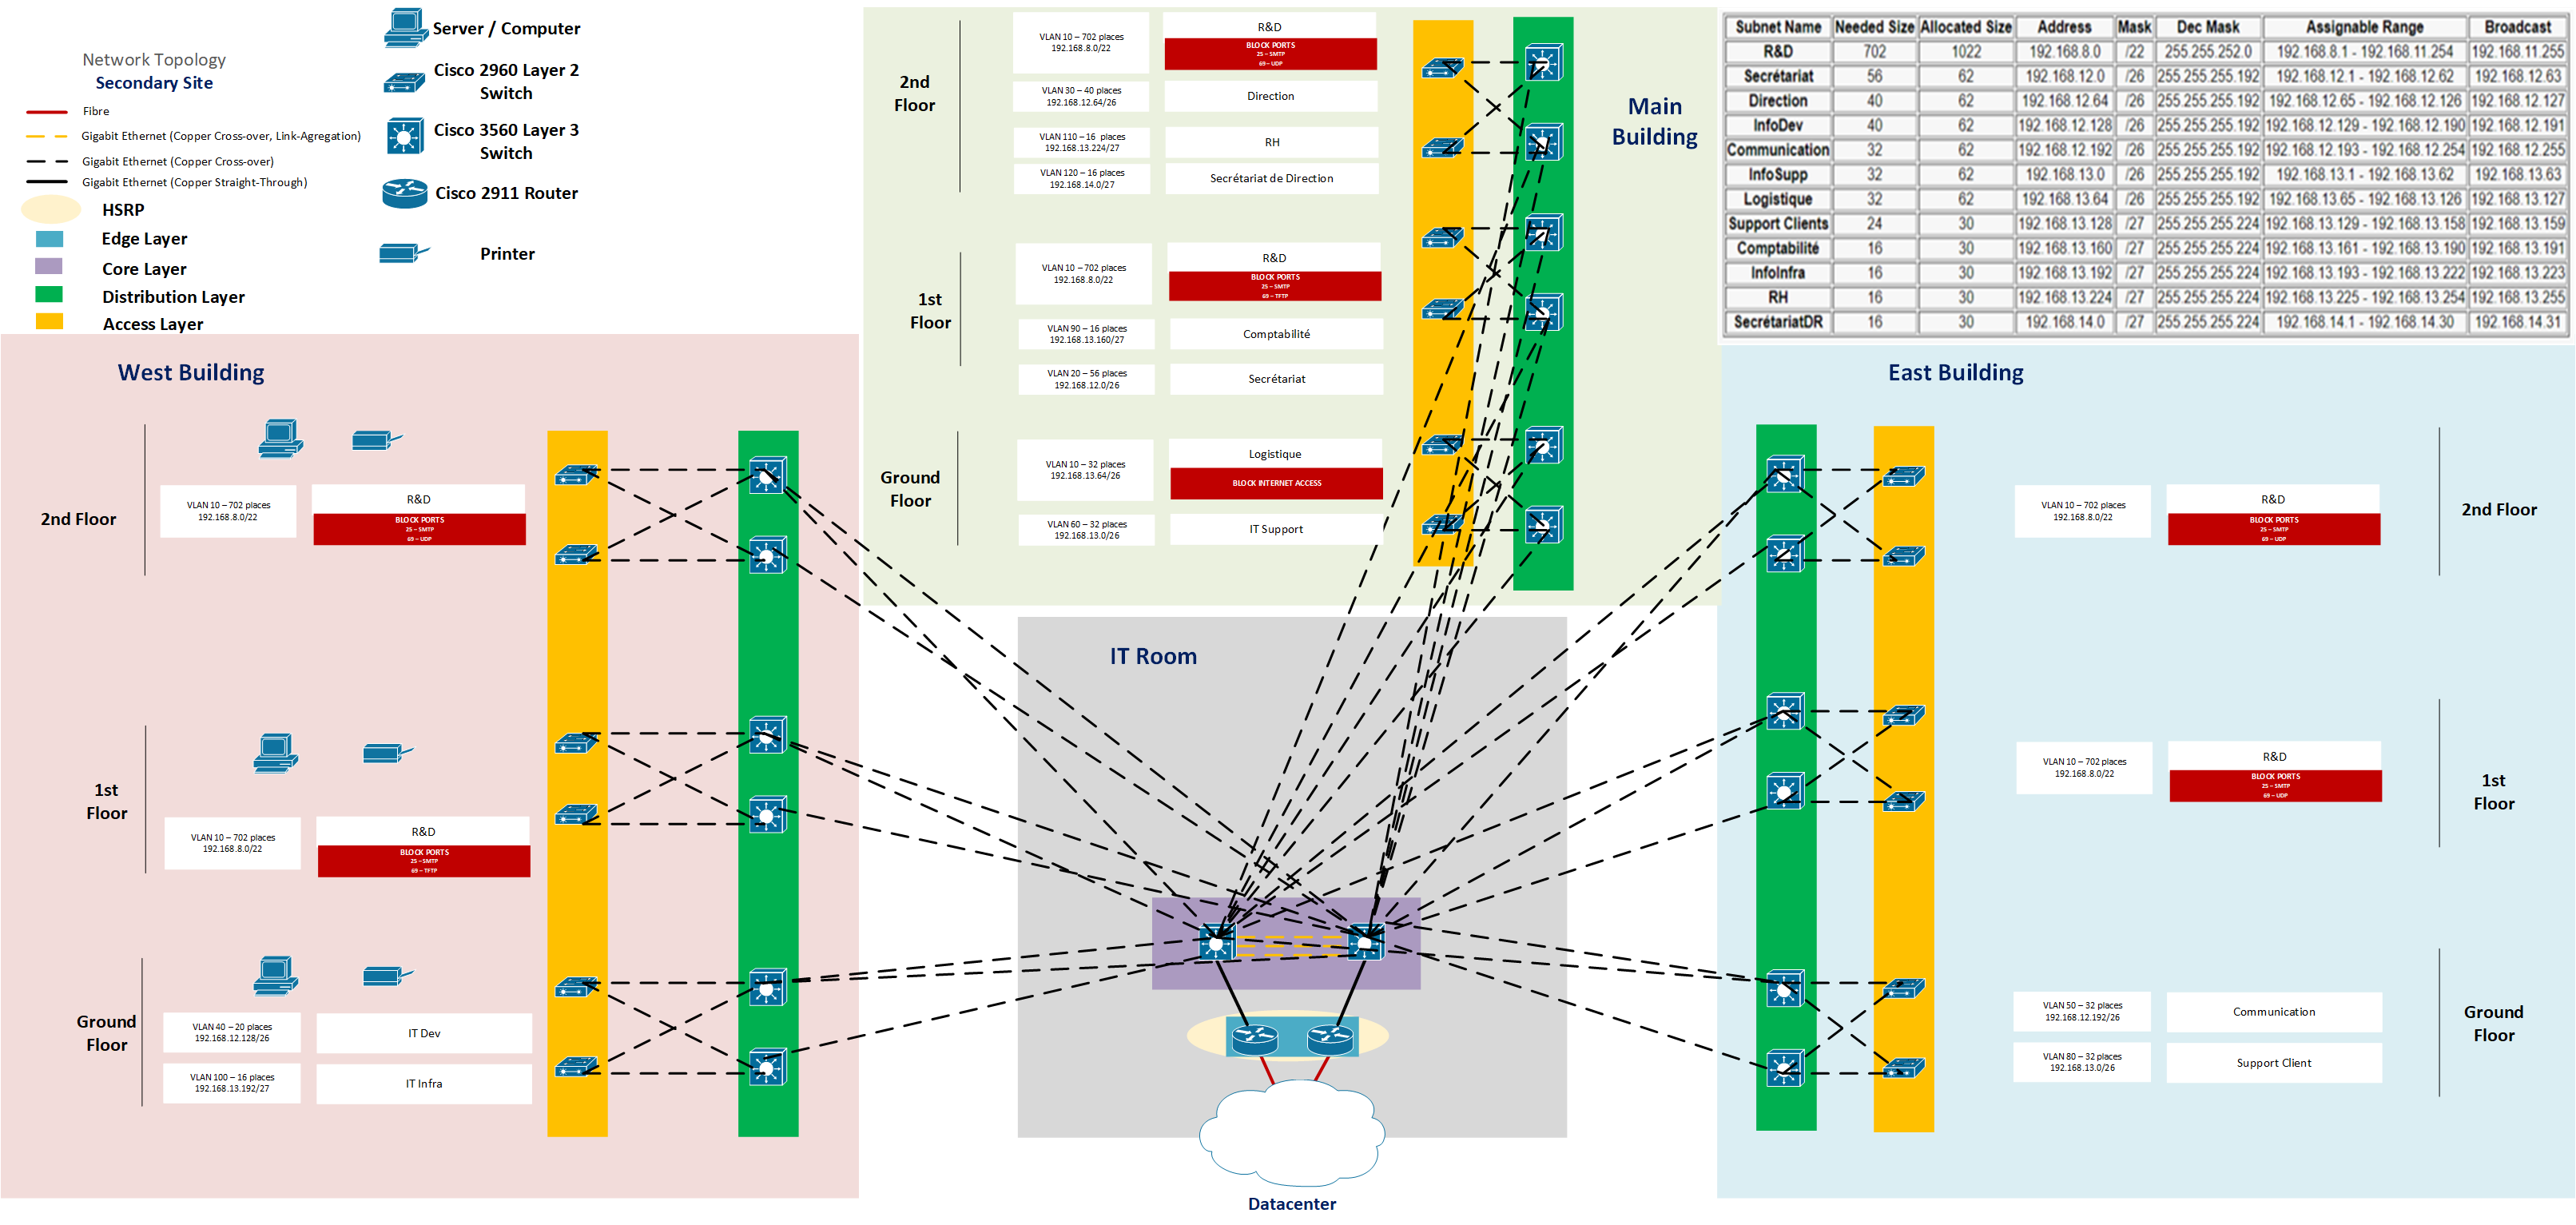 Network Topology
Secondary Site
Fibre
Gigabit Ethernet (Copper Cross-over, Link-Agregation)
Gigabit Ethernet (Copper Cross-over)
Gigabit Ethernet (Copper Straight-Through)
HSRP
Edge Layer
Core Layer
Distribution Layer
Access Layer
Server / Computer
Cisco 2960 Layer 2
Switch
Cisco 3560 Layer 3
Switch
Cisco 2911 Router
Printer
Main
Building
2nd
Floor
VLAN 10 – 702 places
192.168.8.0/22
R&D
BLOCK PORTS
25 – SMTP
69 – UDP
VLAN 30 – 40 places
192.168.12.64/26
Direction
VLAN 110 – 16 places
192.168.13.224/27
RH
VLAN 120 – 16 places
192.168.14.0/27
Secrétariat de Direction
1st
Floor
VLAN 10 – 702 places
192.168.8.0/22
R&D
BLOCK PORTS
25 – SMTP
69 – TFTP
VLAN 90 – 16 places
192.168.13.160/27
Comptabilité
VLAN 20 – 56 places
192.168.12.0/26
Secrétariat
Ground
Floor
VLAN 10 – 32 places
192.168.13.64/26
Logistique
BLOCK INTERNET ACCESS
VLAN 60 – 32 places
192.168.13.0/26
IT Support
Subnet Name Needed Size Allocated Size Address Mask Dec Mask Assignable Range Broadcast
R&D 702 1022 192.168.8.0 /22 255.255.252.0 192.168.8.1 - 192.168.11.254 192.168.11.255
Secrétariat 56 62 192.168.12.0 /26 255.255.255.192 192.168.12.1 - 192.168.12.62 192.168.12.63
Direction 40 62 192.168.12.64 /26 255.255.255.192 192.168.12.65 - 192.168.12.126 192.168.12.127
InfoDev 40 62 192.168.12.128 /26 255.255.255.192 192.168.12.129 - 192.168.12.190 192.168.12.191
Communication 32 62 192.168.12.192 /26 255.255.255.192 192.168.12.193 - 192.168.12.254 192.168.12.255
InfoSupp 32 62 192.168.13.0 /26 255.255.255.192 192.168.13.1 - 192.168.13.62 192.168.13.63
Logistique 32 62 192.168.13.64 /26 255.255.255.192 192.168.13.65 - 192.168.13.126 192.168.13.127
Support Clients 24 30 192.168.13.128 /27 255.255.255.224 192.168.13.129 - 192.168.13.158 192.168.13.159
Comptabilité 16 30 192.168.13.160 /27 255.255.255.224 192.168.13.161 - 192.168.13.190 192.168.13.191
InfoInfra 16 30 192.168.13.192 /27 255.255.255.224 192.168.13.193 - 192.168.13.222 192.168.13.223
RH 16 30 192.168.13.224 /27 255.255.255.224 192.168.13.225 - 192.168.13.254 192.168.13.255
SecrétariatDR 16 30 192.168.14.0 /27 255.255.255.224 192.168.14.1 - 192.168.14.30 192.168.14.31
West Building
2nd Floor
VLAN 10 – 702 places
192.168.8.0/22
R&D
BLOCK PORTS
25 – SMTP
69 – UDP
1st
Floor
VLAN 10 – 702 places
192.168.8.0/22
R&D
BLOCK PORTS
25 – SMTP
69 – TFTP
Ground
Floor
VLAN 40 – 20 places
192.168.12.128/26
IT Dev
VLAN 100 – 16 places
192.168.13.192/27
IT Infra
IT Room
Datacenter
East Building
VLAN 10 – 702 places
192.168.8.0/22
R&D
BLOCK PORTS
25 – SMTP
69 – UDP
2nd Floor
VLAN 10 – 702 places
192.168.8.0/22
R&D
BLOCK PORTS
25 – SMTP
69 – UDP
1st
Floor
VLAN 50 – 32 places
192.168.12.192/26
Communication
VLAN 80 – 32 places
192.168.13.0/26
Support Client
Ground
Floor